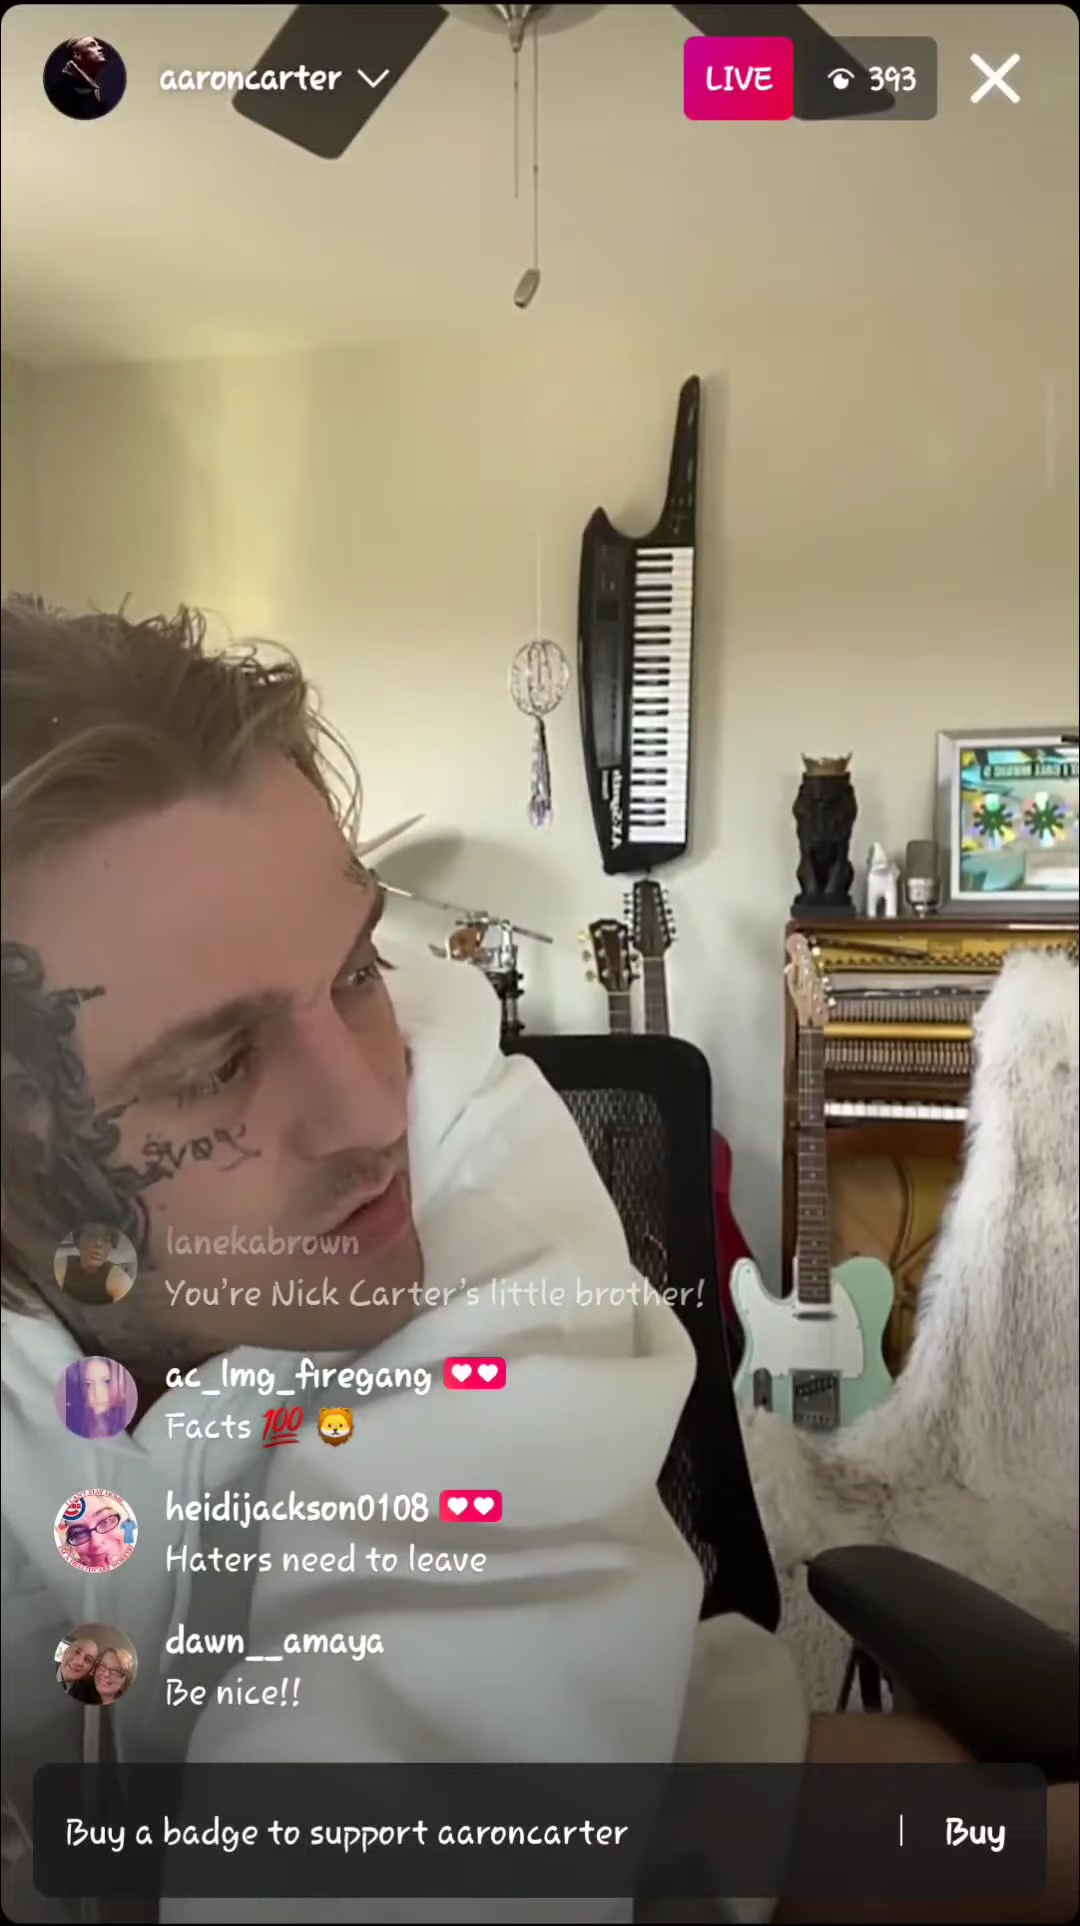 aaroncarter
LIVE
393
lanekabrown
You're Nick Carter's little brother!
ac_lmg_firegang
Facts 💯 🦁
heidijackson0108
Haters need to leave
dawn__amaya
Be nice!!
Buy a badge to support aaroncarter | Buy